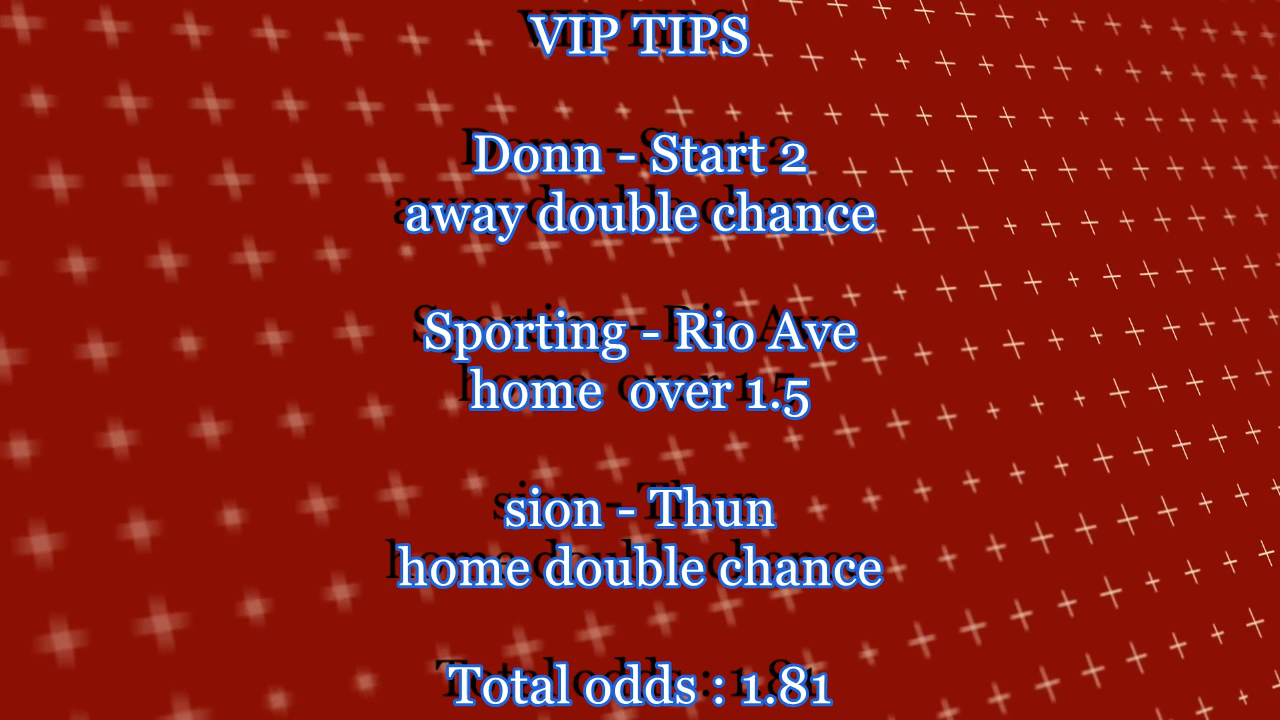 VIP TIPS
Donn - Start 2
away double chance
Sporting - Rio Ave
home  over 1.5
sion - Thun
home double chance
Total odds : 1.81